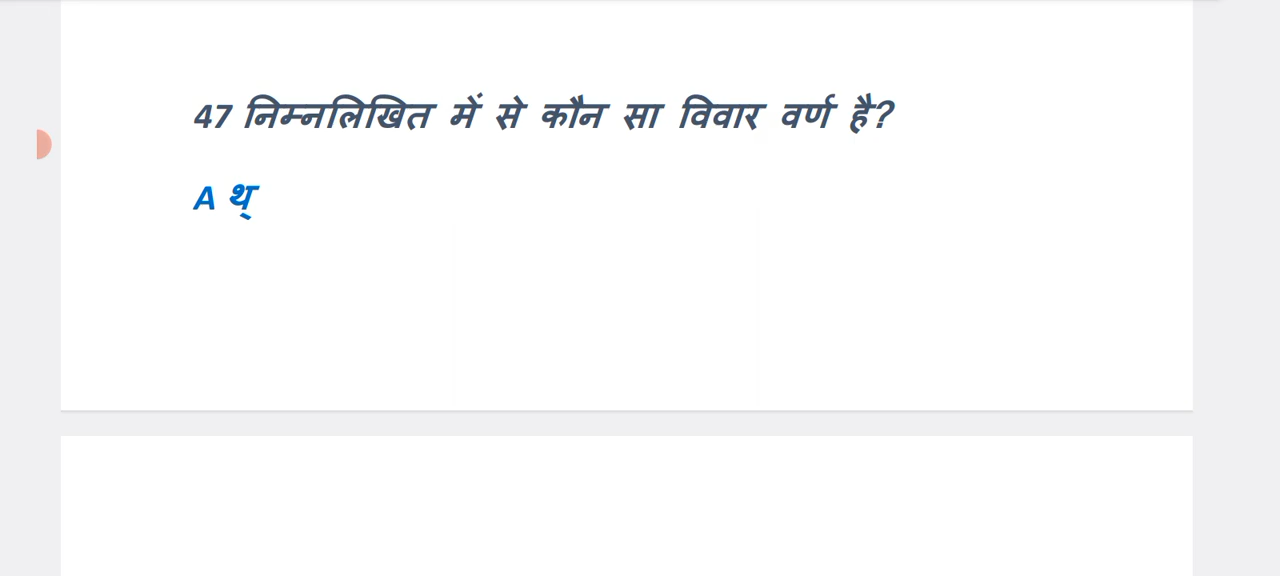 47 निम्नलिखित में से कौन सा विवार वर्ण है?
A थ्